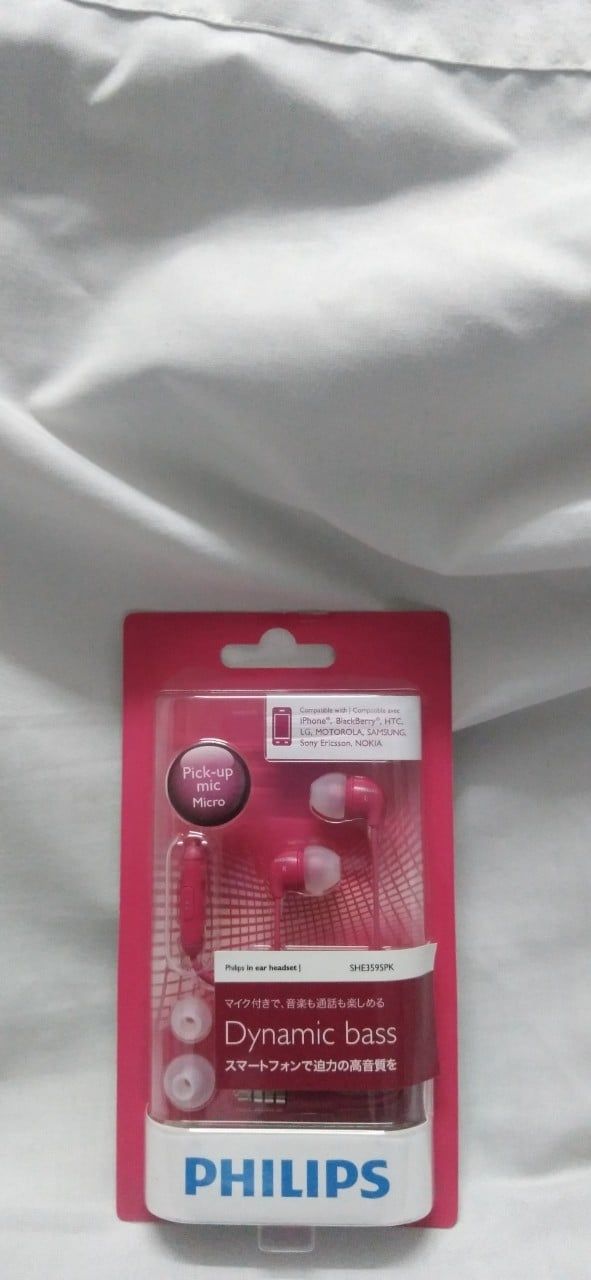 Compatible with | Compatible avec
iPhone®, BlackBerry®, HTC,
LG, MOTOROLA, SAMSUNG,
Sony Ericsson, NOKIA
Pick-up
mic
Micro
Philips in ear headset |
SHE3595PK
マイク付きで、音楽も通話も楽しめる
Dynamic bass
スマートフォンで迫力の高音質を
PHILIPS